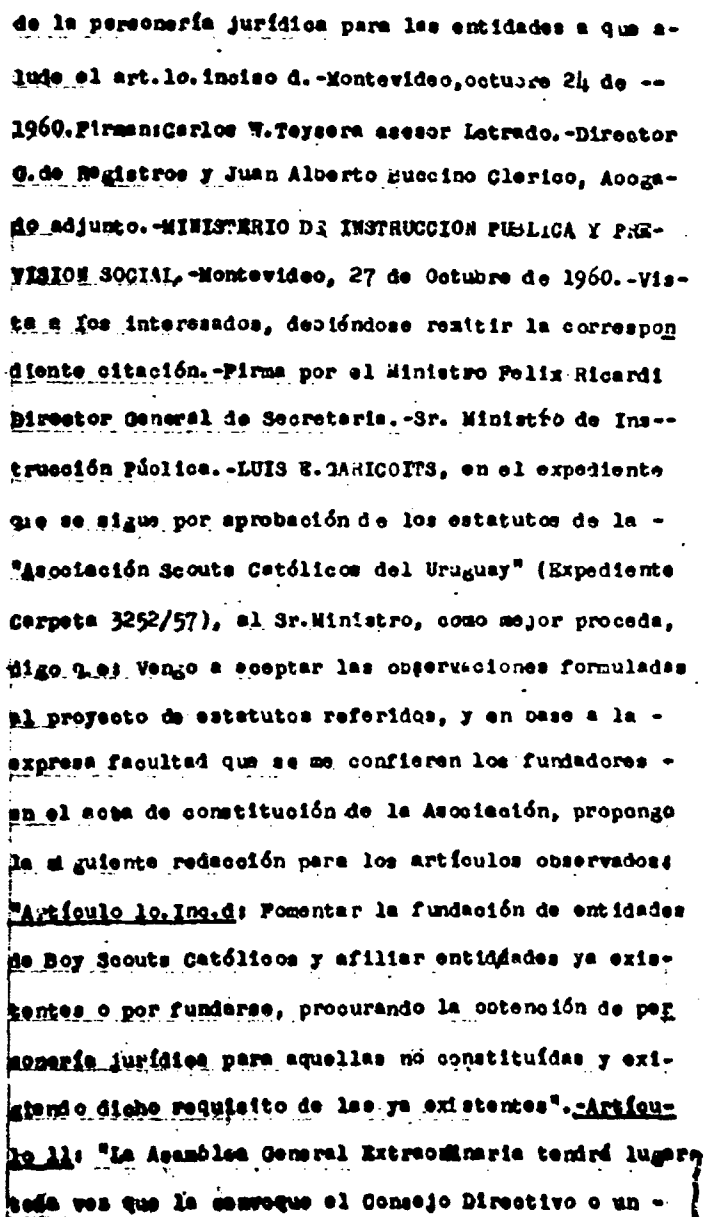 de la personería jurídica para las entidades a que a-
lude el art.1o.inciso d.-Montevideo,octubre 24 de --
1960.Firman:Carlos W.Teysera asesor Letrado.-Director
G.de Registros y Juan Alberto Buccino Clerico, Aboga-
do adjunto.-MINISTERIO DE INSTRUCCION PUBLICA Y PRE-
VISION SOCIAL,-Montevideo, 27 de Octubre de 1960.-Vis-
ta a los interesados, debiéndose remitir la correspon
diente citación.-Firma por el Ministro Felix Ricardi
Director General de Secretaria.-Sr. Ministro de Ins--
trucción Pública.-LUIS E.GARICOITS, en el expediente
que se sigue por aprobación de los estatutos de la -
"Asociación Scouts Católicos del Uruguay" (Expediente
Carpeta 3252/57), al Sr.Ministro, como mejor proceda,
digo que: Vengo a aceptar las observaciones formuladas
al proyecto de estatutos referidos, y en base a la -
expresa facultad que se me confieren los fundadores -
en el acta de constitución de la Asociación, propongo
la siguiente redacción para los artículos observados:
"Artículo 1o.Inc.d: Fomentar la fundación de entidades
de Boy Scouts Católicos y afiliar entidades ya exis-
tentes o por fundarse, procurando la obtención de per
sonería jurídica para aquellas no constituídas y exi-
giendo dicho requisito de las ya existentes".-Artícu-
lo 11: "La Asamblea General Extraordinaria tendrá lugar
cada vez que la convoque el Consejo Directivo o un -